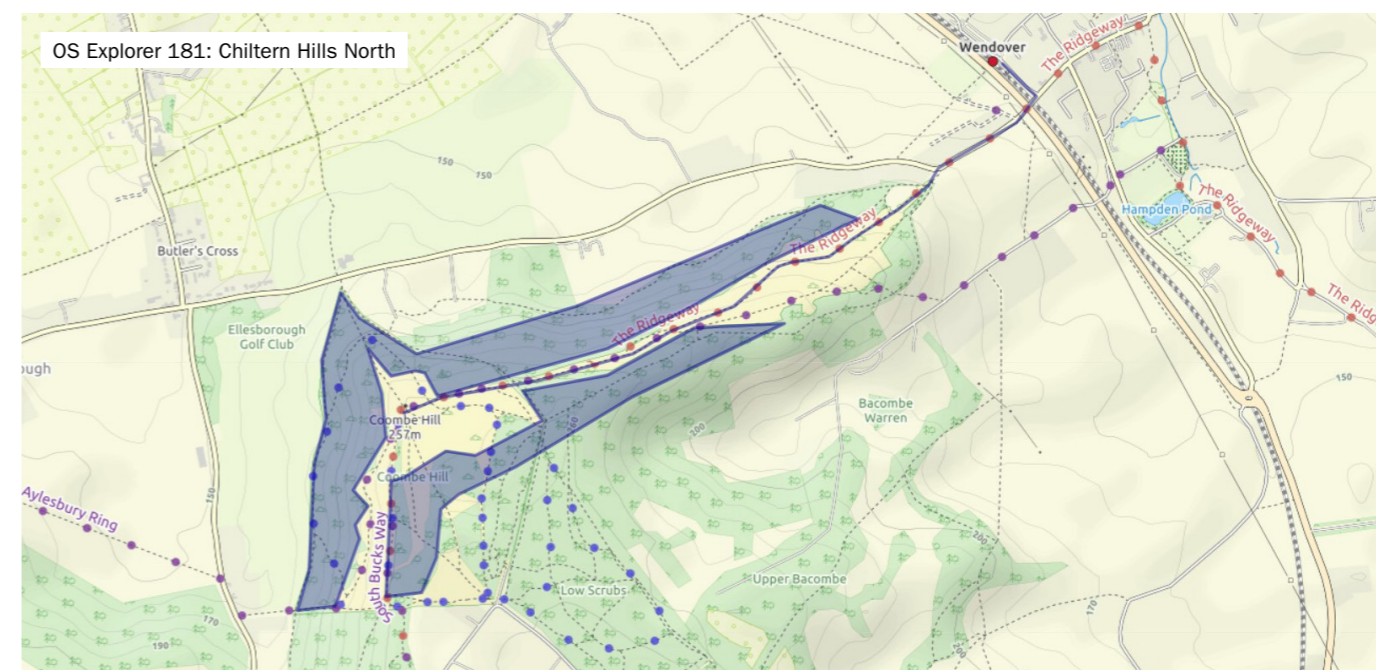 OS Explorer 181: Chiltern Hills North
Wendover
The Ridgeway
150
150
The Ridgeway
Hampden Pond
The Ridgeway
Butler's Cross
The Ridg
Ellesborough
Golf Club
The Ridgeway
ough
150
Bacombe
Warren
Coombe Hill
257m
200
Coombe Hill
150
Aylesbury Ring
South Bucks Way
200
Upper Bacombe
Low Scrubs
170
170
190
200